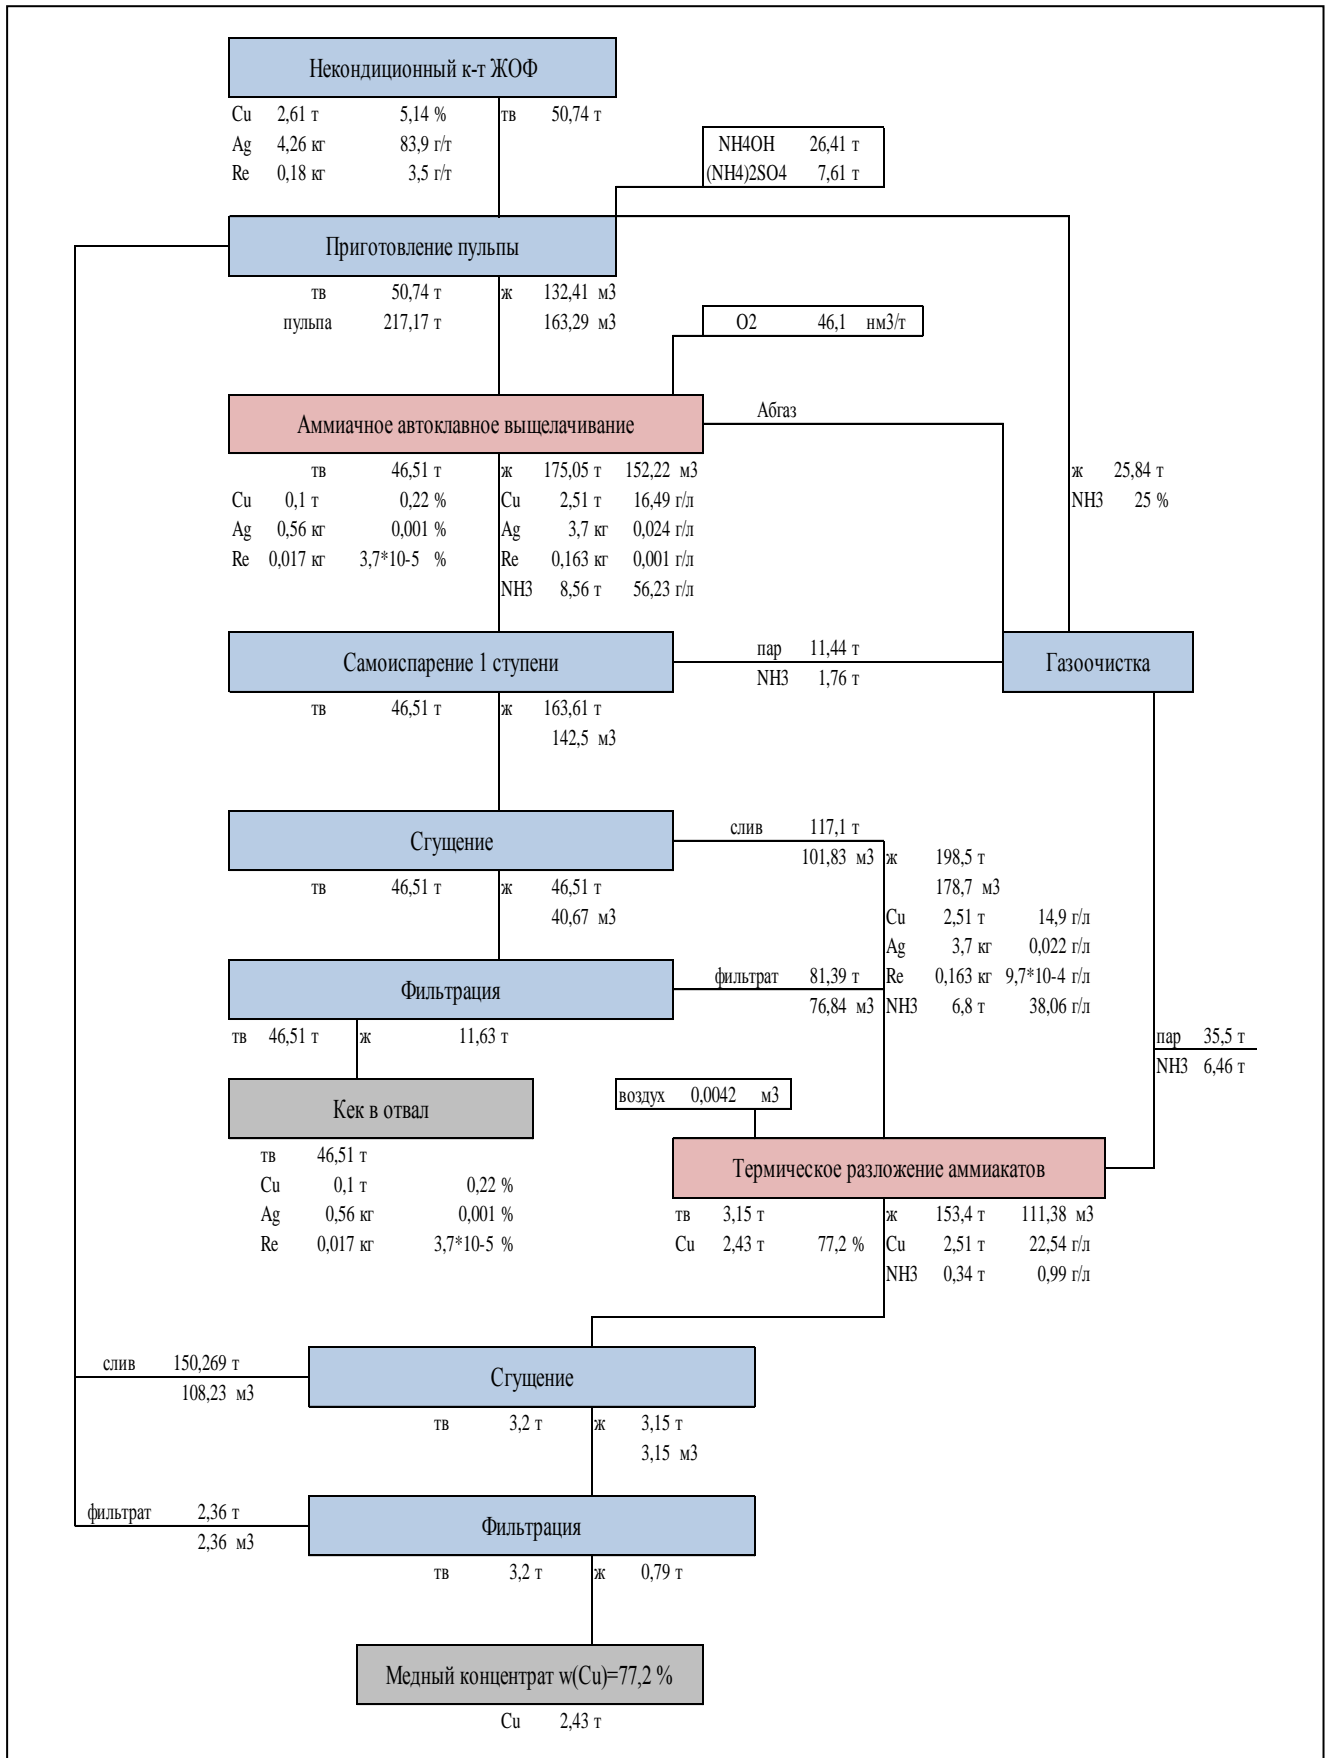 Некондиционный к-т ЖОФ
Cu 2,61 т 5,14 % тв 50,74 т
Ag 4,26 кг 83,9 г/т
Re 0,18 кг 3,5 г/т
NH4OH 26,41 т
(NH4)2SO4 7,61 т
Приготовление пульпы
тв 50,74 т ж 132,41 м3
пульпа 217,17 т 163,29 м3
О2 46,1 нм3/т
Аммиачное автоклавное выщелачивание
Абгаз
тв 46,51 т ж 175,05 т 152,22 м3
Cu 0,1 т 0,22 % Cu 2,51 т 16,49 г/л
Ag 0,56 кг 0,001 % Ag 3,7 кг 0,024 г/л
Re 0,017 кг 3,7*10-5 % Re 0,163 кг 0,001 г/л
NH3 8,56 т 56,23 г/л
ж 25,84 т
NH3 25 %
Самоиспарение 1 ступени
пар 11,44 т
NH3 1,76 т
Газоочистка
тв 46,51 т ж 163,61 т
142,5 м3
Сгущение
слив 117,1 т
101,83 м3
тв 46,51 т ж 46,51 т
40,67 м3
ж 198,5 т
178,7 м3
Cu 2,51 т 14,9 г/л
Ag 3,7 кг 0,022 г/л
Re 0,163 кг 9,7*10-4 г/л
NH3 6,8 т 38,06 г/л
Фильтрация
фильтрат 81,39 т
76,84 м3
тв 46,51 т ж 11,63 т
пар 35,5 т
NH3 6,46 т
Кек в отвал
воздух 0,0042 м3
тв 46,51 т
Cu 0,1 т 0,22 %
Ag 0,56 кг 0,001 %
Re 0,017 кг 3,7*10-5 %
Термическое разложение аммиакатов
тв 3,15 т ж 153,4 т 111,38 м3
Cu 2,43 т 77,2 % Cu 2,51 т 22,54 г/л
NH3 0,34 т 0,99 г/л
слив 150,269 т
108,23 м3
Сгущение
тв 3,2 т ж 3,15 т
3,15 м3
фильтрат 2,36 т
2,36 м3
Фильтрация
тв 3,2 т ж 0,79 т
Медный концентрат w(Cu)=77,2 %
Cu 2,43 т